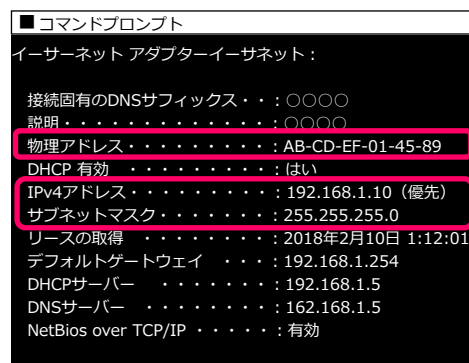 ■コマンドプロンプト
イーサーネット アダプターイーサネット：
接続固有のDNSサフィックス・・：○○○○
説明・・・・・・・・・・・・・：○○○○
物理アドレス・・・・・・・・・：AB-CD-EF-01-45-89
DHCP 有効 ・・・・・・・・・：はい
IPv4アドレス・・・・・・・・・：192.168.1.10（優先）
サブネットマスク・・・・・・・：255.255.255.0
リースの取得 ・・・・・・・・：2018年2月10日 1:12:01
デフォルトゲートウェイ ・・・：192.168.1.254
DHCPサーバー ・・・・・・・：192.168.1.5
DNSサーバー ・・・・・・・・：162.168.1.5
NetBios over TCP/IP ・・・・・：有効